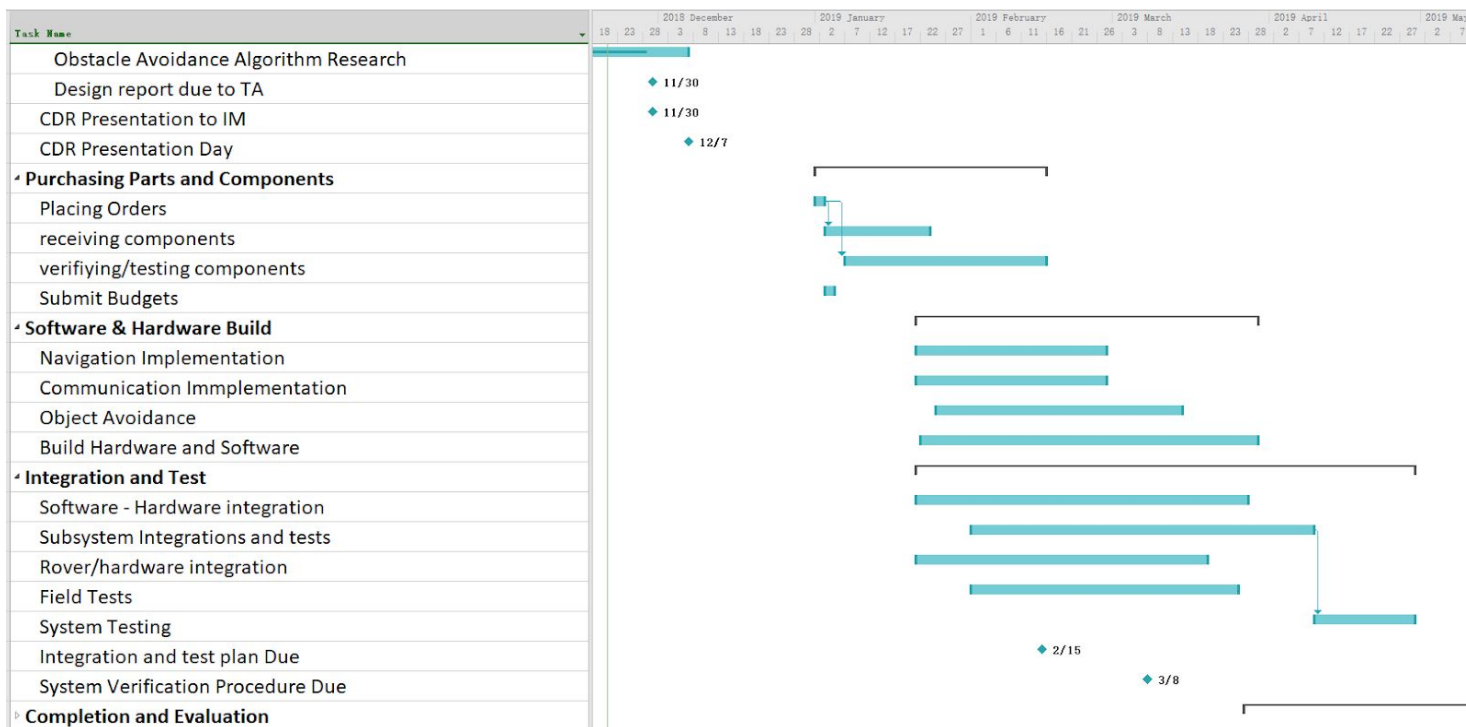 2018 December 2019 January 2019 February 2019 March 2019 April 2019 May
Task Name 18 23 28 3 8 13 18 23 28 2 7 12 17 22 27 1 6 11 16 21 26 3 8 13 18 23 28 2 7 12 17 22 27 2 7
Obstacle Avoidance Algorithm Research
Design report due to TA 11/30
CDR Presentation to IM 11/30
CDR Presentation Day 12/7
Purchasing Parts and Components
Placing Orders
receiving components
verifiying/testing components
Submit Budgets
Software & Hardware Build
Navigation Implementation
Communication Immplementation
Object Avoidance
Build Hardware and Software
Integration and Test
Software - Hardware integration
Subsystem Integrations and tests
Rover/hardware integration
Field Tests
System Testing
Integration and test plan Due 2/15
System Verification Procedure Due 3/8
Completion and Evaluation